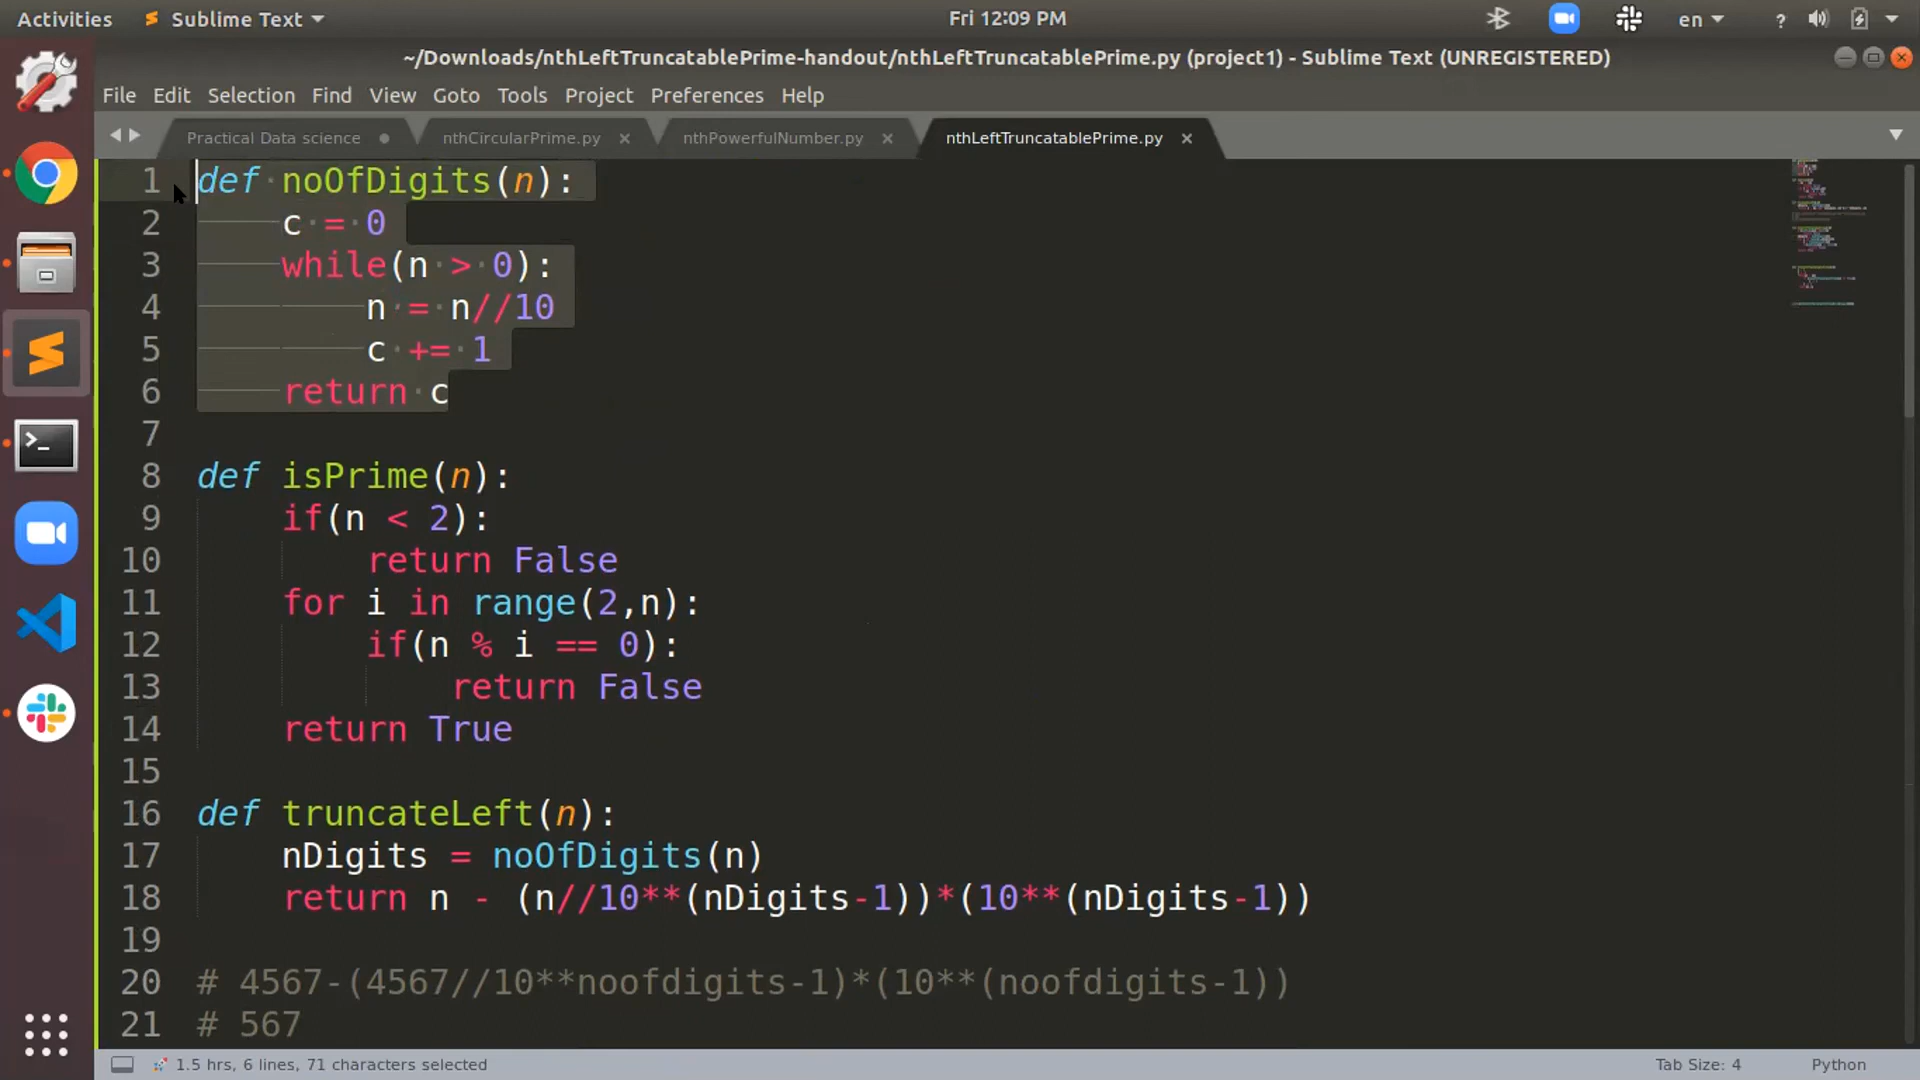 Activities Sublime Text Fri 12:09 PM en ?
~/Downloads/nthLeftTruncatablePrime-handout/nthLeftTruncatablePrime.py (project1) - Sublime Text (UNREGISTERED)
File Edit Selection Find View Goto Tools Project Preferences Help
Practical Data science nthCircularPrime.py nthPowerfulNumber.py nthLeftTruncatablePrime.py
1 def noOfDigits(n):
2 c = 0
3 while(n > 0):
4 n = n//10
5 c += 1
6 return c
7
8 def isPrime(n):
9 if(n < 2):
10 return False
11 for i in range(2,n):
12 if(n % i == 0):
13 return False
14 return True
15
16 def truncateLeft(n):
17 nDigits = noOfDigits(n)
18 return n - (n//10**(nDigits-1))*(10**(nDigits-1))
19
20 # 4567-(4567//10**noofdigits-1)*(10**(noofdigits-1))
21 # 567
1.5 hrs, 6 lines, 71 characters selected Tab Size: 4 Python